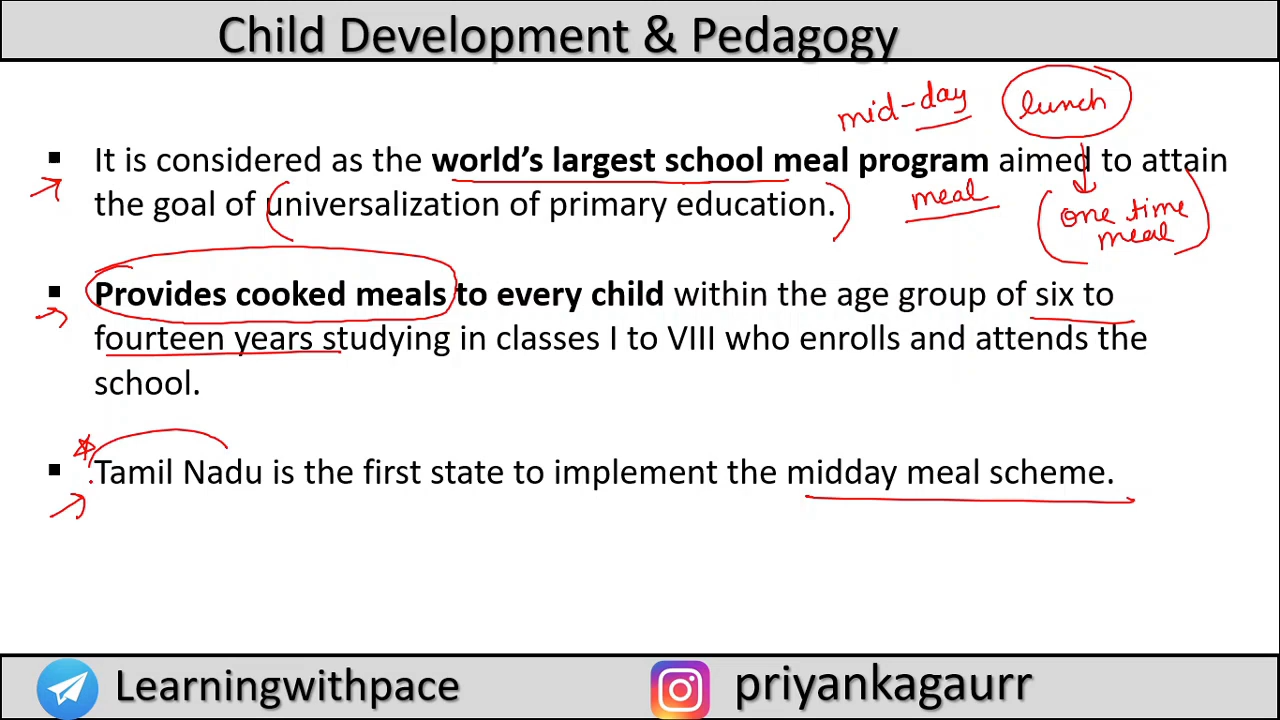 Child Development & Pedagogy
mid-day lunch
▪ It is considered as the world's largest school meal program aimed to attain
the goal of universalization of primary education.
meal
one time
meal
▪ Provides cooked meals to every child within the age group of six to
fourteen years studying in classes I to VIII who enrolls and attends the
school.
▪ Tamil Nadu is the first state to implement the midday meal scheme.
Learningwithpace
priyankagaurr